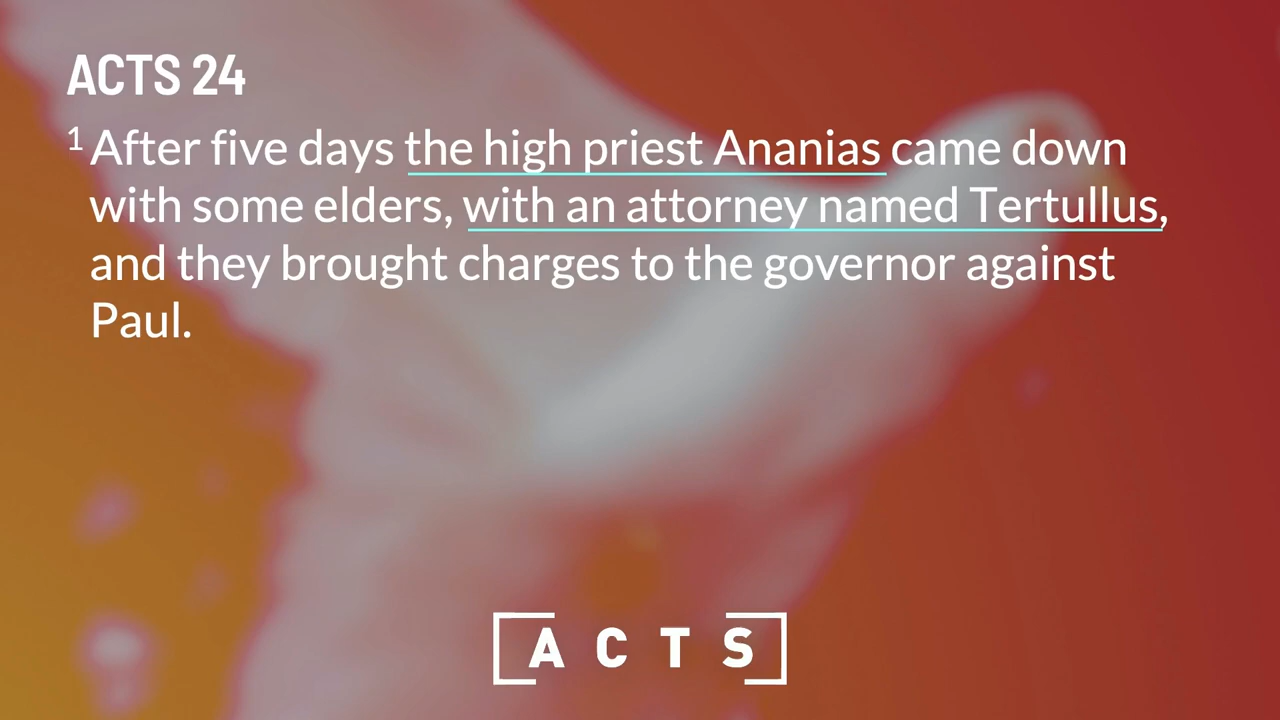 ACTS 24
1 After five days the high priest Ananias came down
with some elders, with an attorney named Tertullus,
and they brought charges to the governor against
Paul.
ACTS